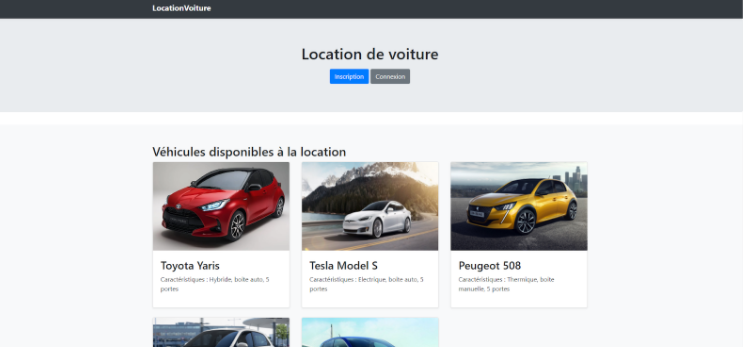 LocationVoiture
Location de voiture
Inscription Connexion
Véhicules disponibles à la location
Toyota Yaris
Caractéristiques : Hybride, boite auto, 5
portes
Tesla Model S
Caractéristiques : Electrique, boite auto, 5
portes
Peugeot 508
Caractéristiques : Thermique, boite
manuelle, 5 portes